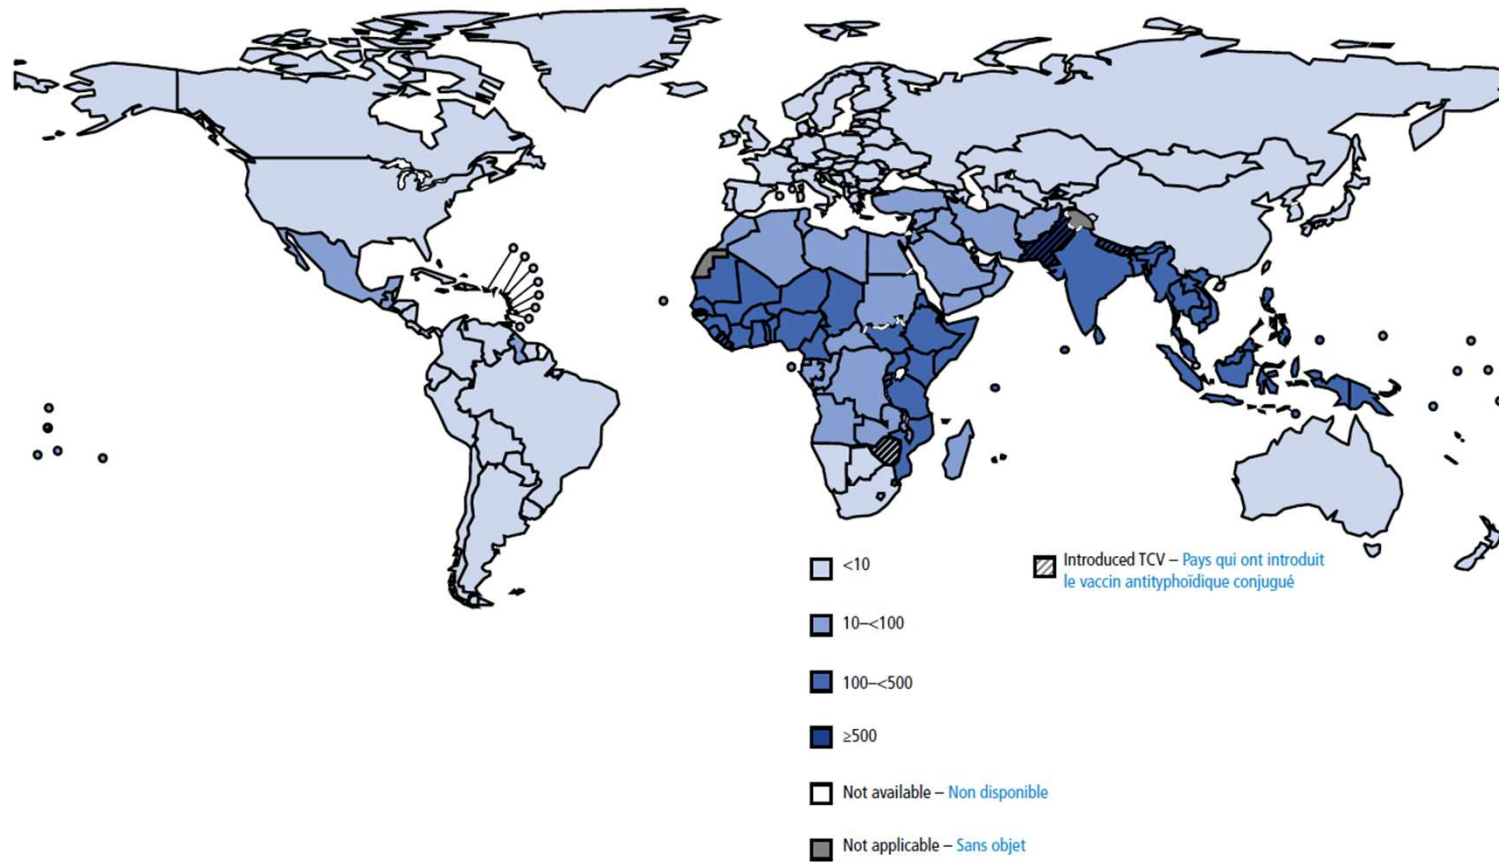 <10
10–<100
100–<500
≥500
Not available – Non disponible
Not applicable – Sans objet
Introduced TCV – Pays qui ont introduit
le vaccin antityphoïdique conjugué